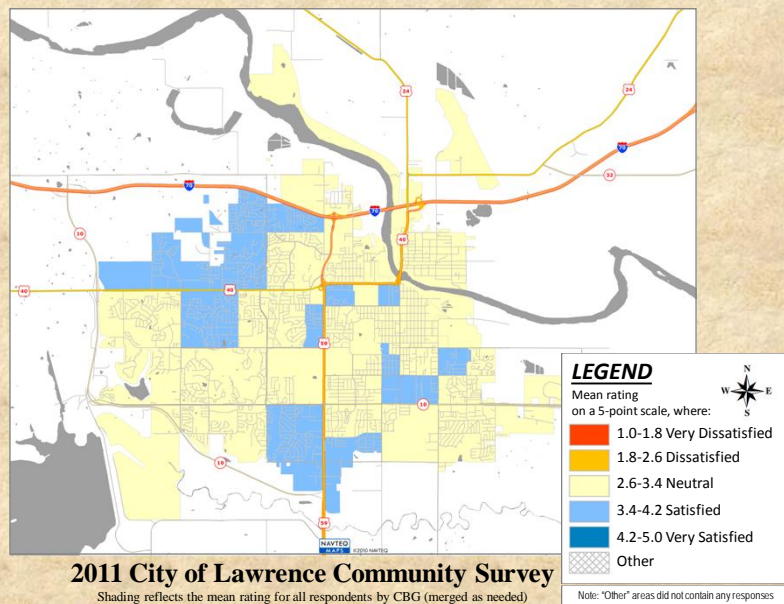 24
24
70
32
70
10
70
40
40
40
59
10
10
59
NAVTEQ
MAPS ©2010 NAVTEQ
LEGEND
Mean rating
on a 5-point scale, where:
N
W E
S
1.0-1.8 Very Dissatisfied
1.8-2.6 Dissatisfied
2.6-3.4 Neutral
3.4-4.2 Satisfied
4.2-5.0 Very Satisfied
Other
2011 City of Lawrence Community Survey
Shading reflects the mean rating for all respondents by CBG (merged as needed)
Note: "Other" areas did not contain any responses